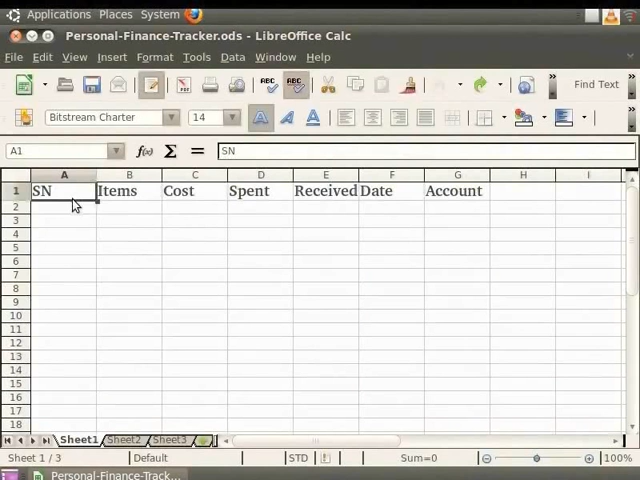 Applications Places System
Personal-Finance-Tracker.ods - LibreOffice Calc
File Edit View Insert Format Tools Data Window Help
ABC ABC » Find Text »
Bitstream Charter 14 A A A » 
A1 f(x) Σ = SN
A B C D E F G H I
1 SN Items Cost Spent Received Date Account
2
3
4
5
6
7
8
9
10
11
12
13
14
15
16
17
18
Sheet1 Sheet2 Sheet3
Sheet 1 / 3 Default STD Sum=0 100%
Personal-Finance-Track...